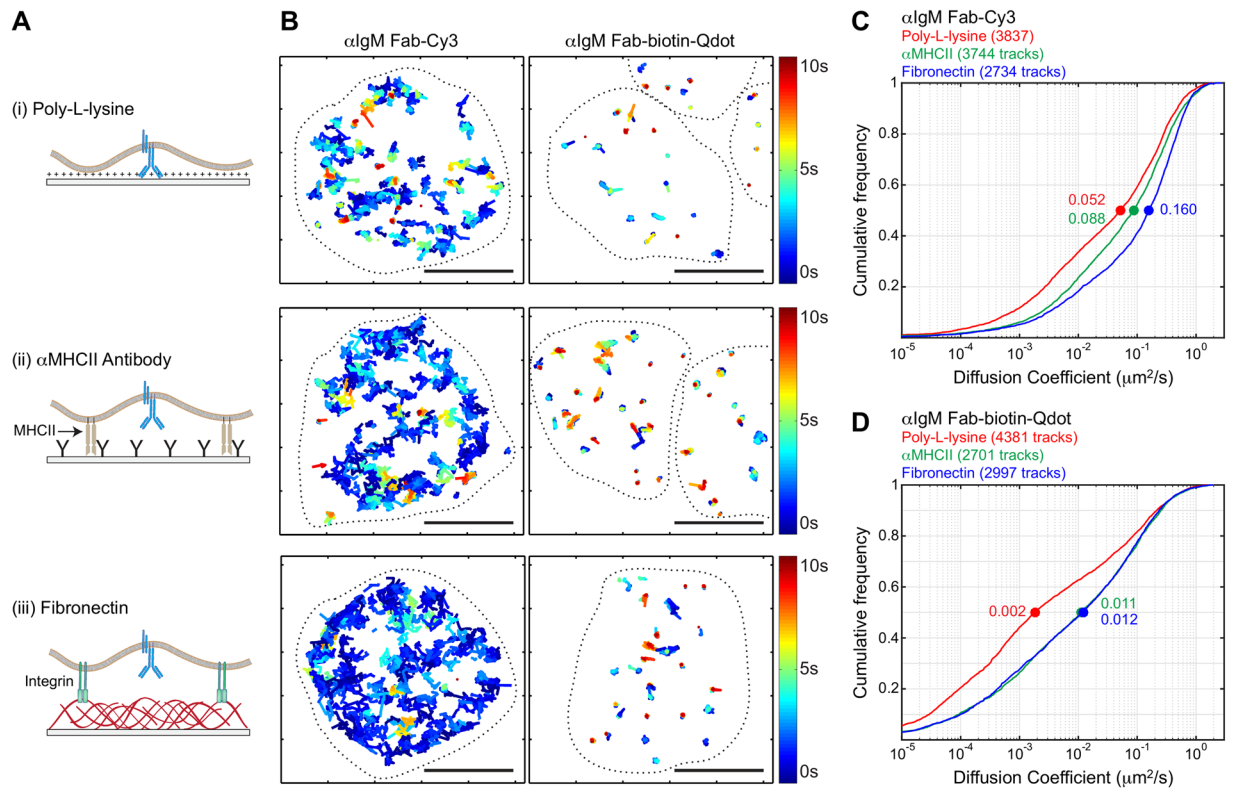 A
B
αIgM Fab-Cy3
αIgM Fab-biotin-Qdot
(i) Poly-L-lysine
++++++++++++++++++++++++++++++
10s
5s
0s
(ii) αMHCII Antibody
MHCII
10s
5s
0s
(iii) Fibronectin
Integrin
10s
5s
0s
C
αIgM Fab-Cy3
Poly-L-lysine (3837)
αMHCII (3744 tracks)
Fibronectin (2734 tracks)
Cumulative frequency
1
0.8
0.6
0.4
0.2
0.052
0.088
0.160
10⁻⁵ 10⁻⁴ 10⁻³ 10⁻² 10⁻¹ 10⁰
Diffusion Coefficient (μm²/s)
D
αIgM Fab-biotin-Qdot
Poly-L-lysine (4381 tracks)
αMHCII (2701 tracks)
Fibronectin (2997 tracks)
Cumulative frequency
1
0.8
0.6
0.4
0.2
0.002
0.011
0.012
10⁻⁵ 10⁻⁴ 10⁻³ 10⁻² 10⁻¹ 10⁰
Diffusion Coefficient (μm²/s)